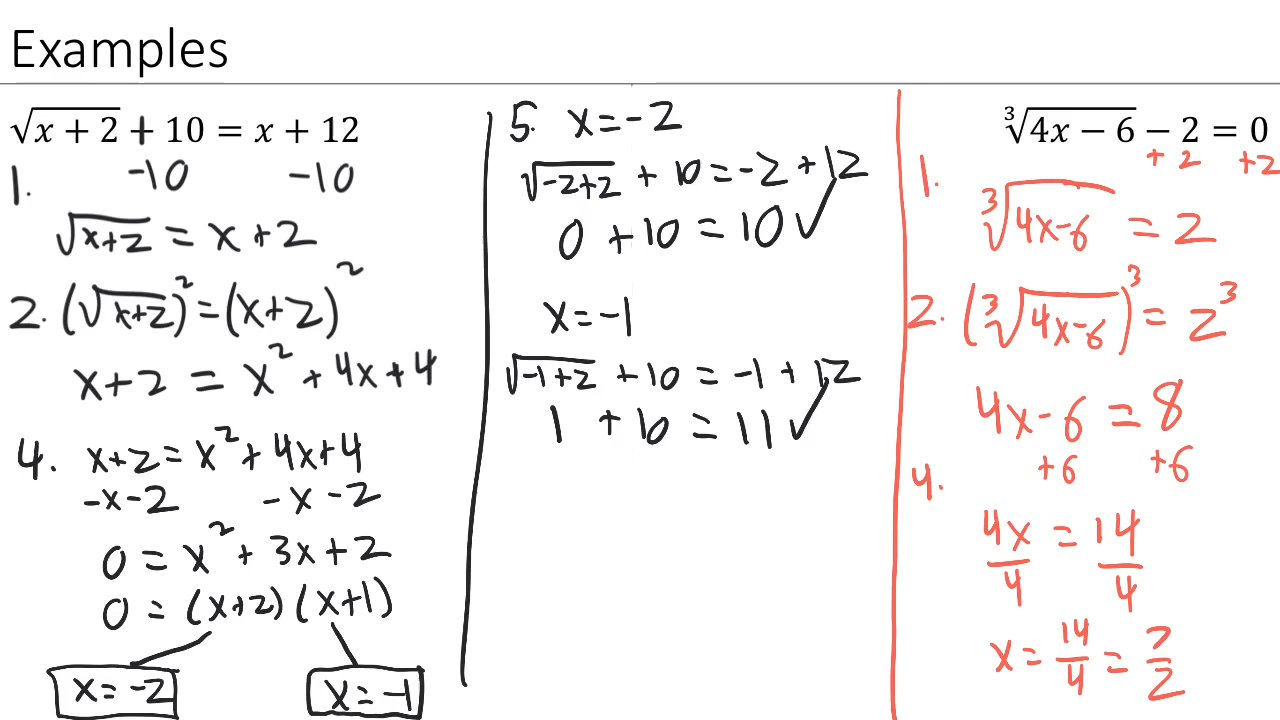 Examples
√(x + 2) + 10 = x + 12
1. -10 -10
√(x+2) = x+2
2. (√(x+2))² = (x+2)²
x+2 = x² + 4x + 4
4. x+2 = x² + 4x+4
-x-2 -x-2
0 = x² + 3x + 2
0 = (x+2)(x+1)
x = -2 x = -1
5. x = -2
√(-2+2) + 10 = -2 + 12
0 + 10 = 10 ✓
x = -1
√(-1+2) + 10 = -1 + 12
1 + 10 = 11 ✓
∛(4x − 6) − 2 = 0
1. +2 +2
∛(4x-6) = 2
2. (∛(4x-6))³ = 2³
4x-6 = 8
+6 +6
4.
4x/4 = 14/4
x = 14/4 = 7/2